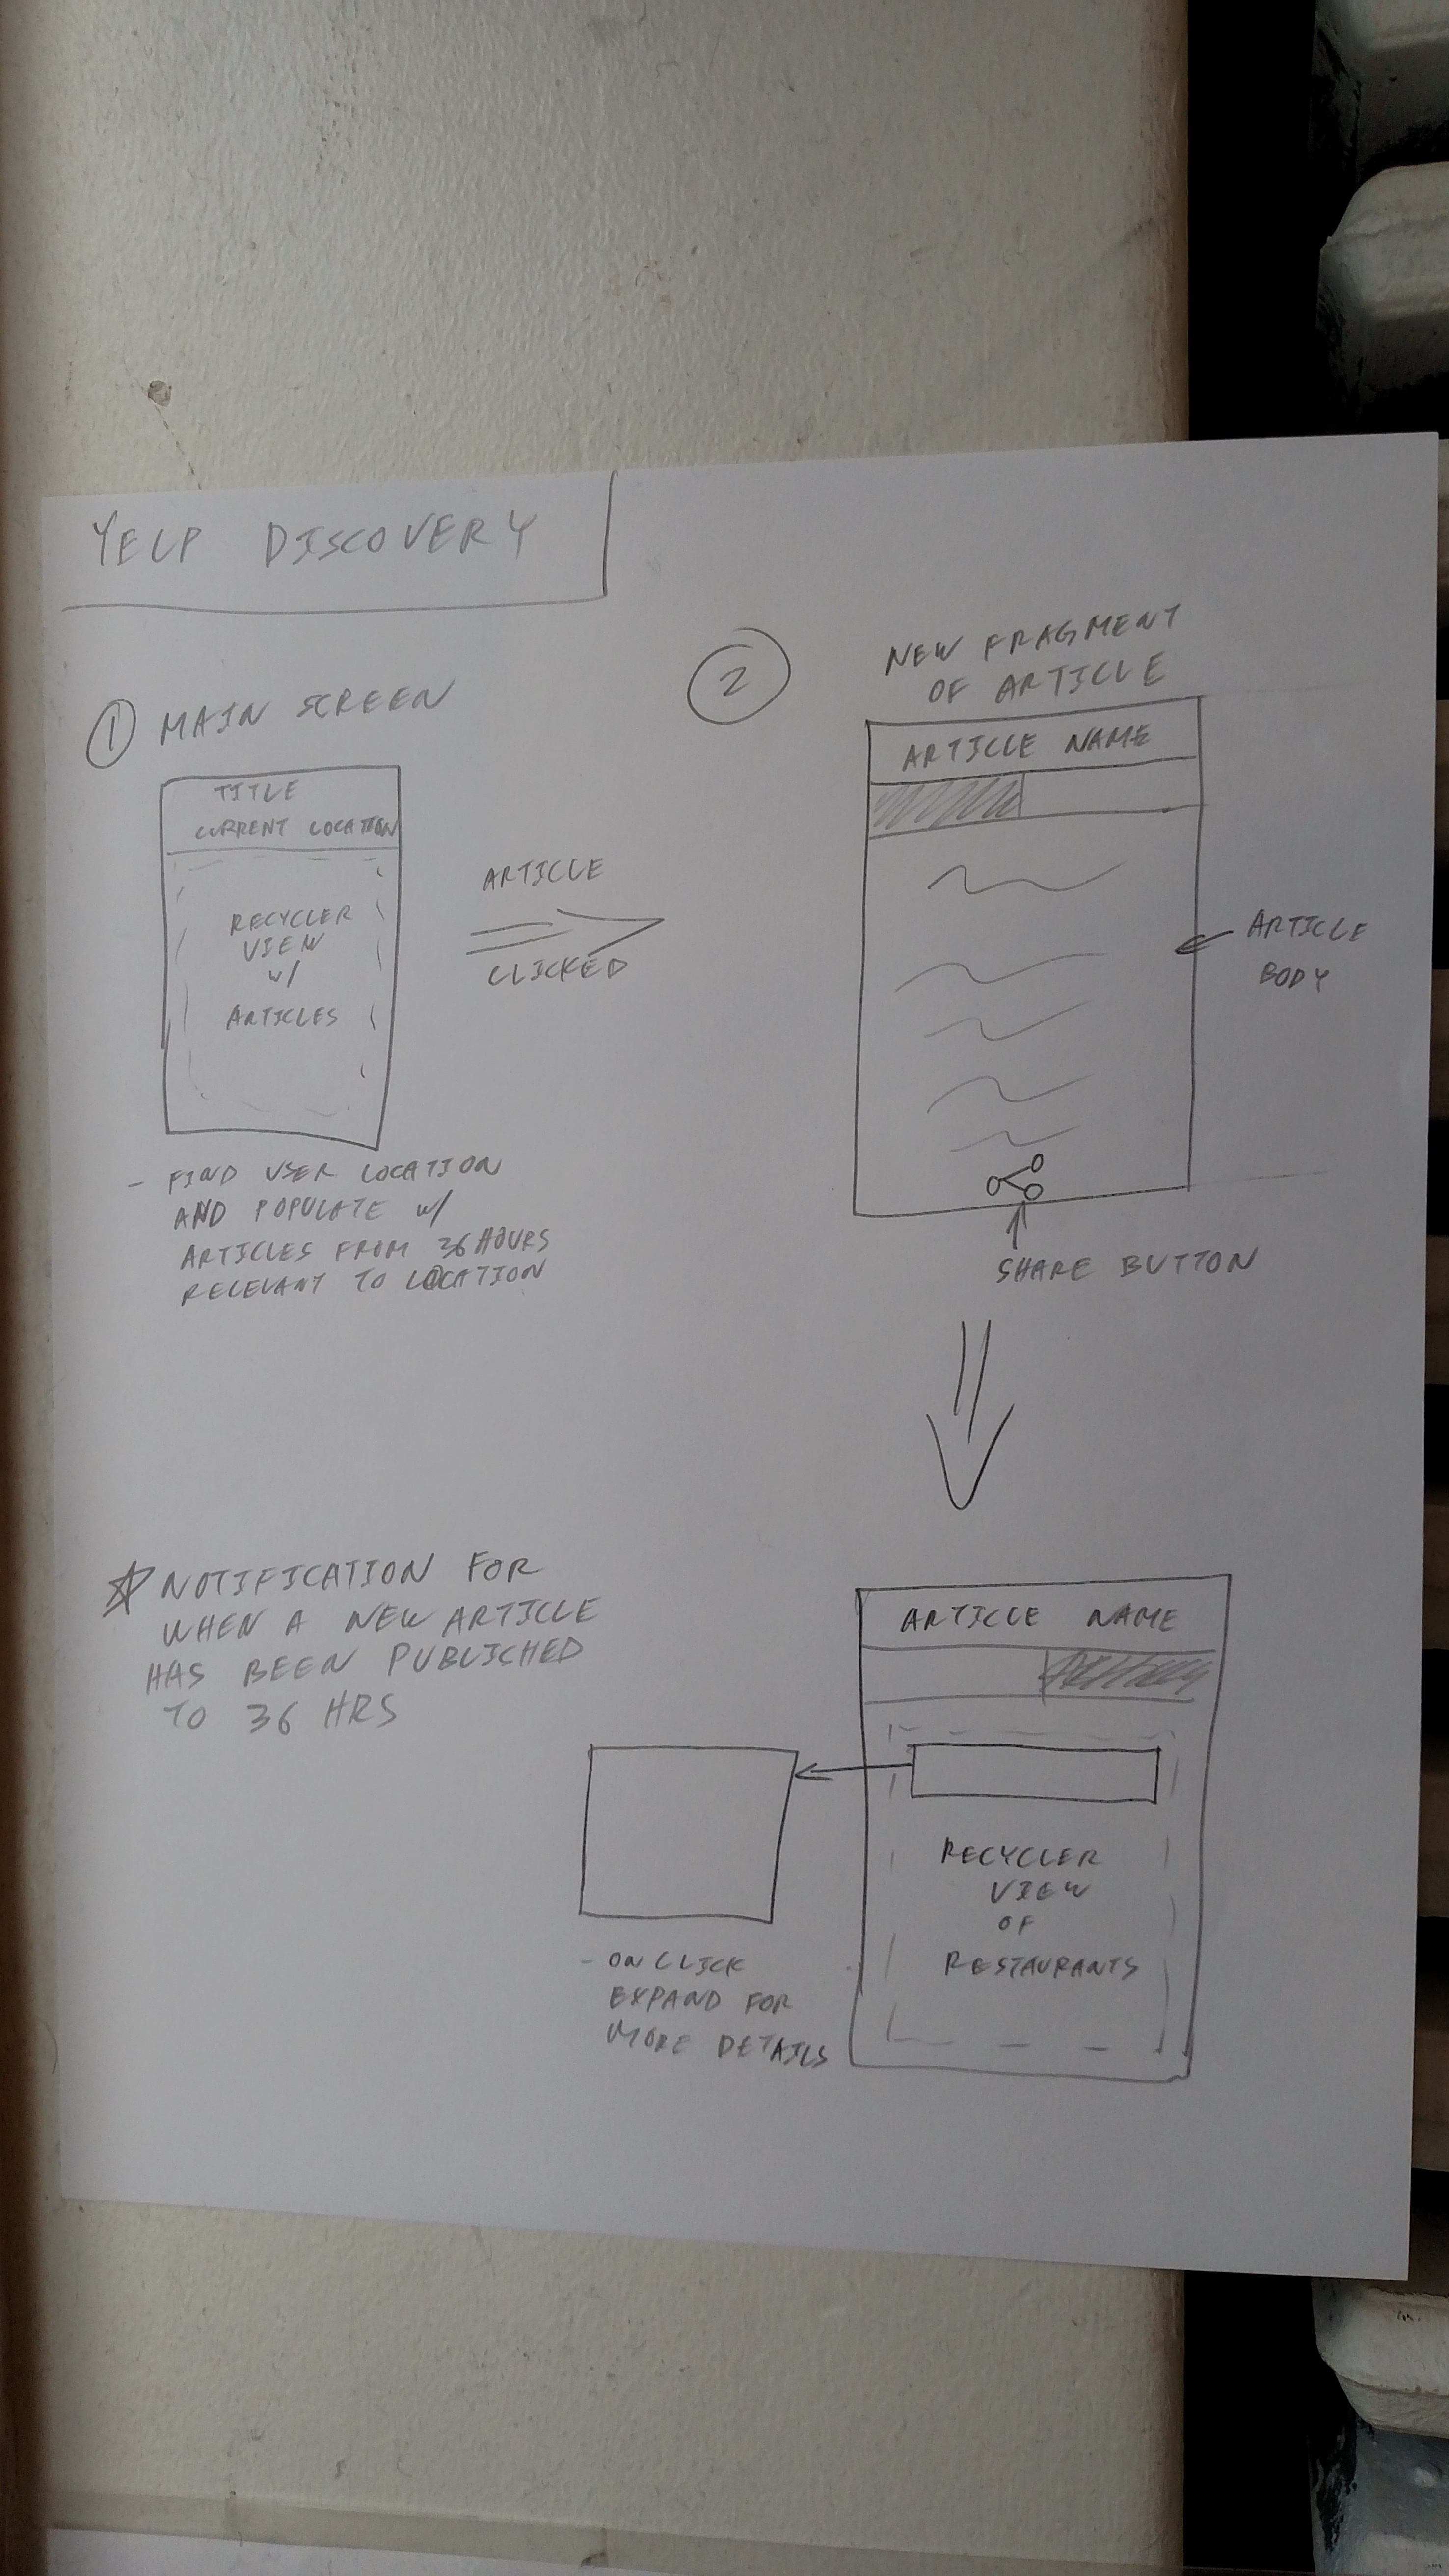 YELP DISCOVERY
① MAIN SCREEN
TITLE
CURRENT LOCATION
RECYCLER
VIEW
w/
ARTICLES
- FIND USER LOCATION
AND POPULATE w/
ARTICLES FROM 36 HOURS
RELEVANT TO LOCATION
ARTICLE
CLICKED
②
NEW FRAGMENT
OF ARTICLE
ARTICLE NAME
ARTICLE
BODY
SHARE BUTTON
☆ NOTIFICATION FOR
WHEN A NEW ARTICLE
HAS BEEN PUBLISHED
TO 36 HRS
ARTICLE NAME
RECYCLER
VIEW
OF
RESTAURANTS
- ON CLICK
EXPAND FOR
MORE DETAILS